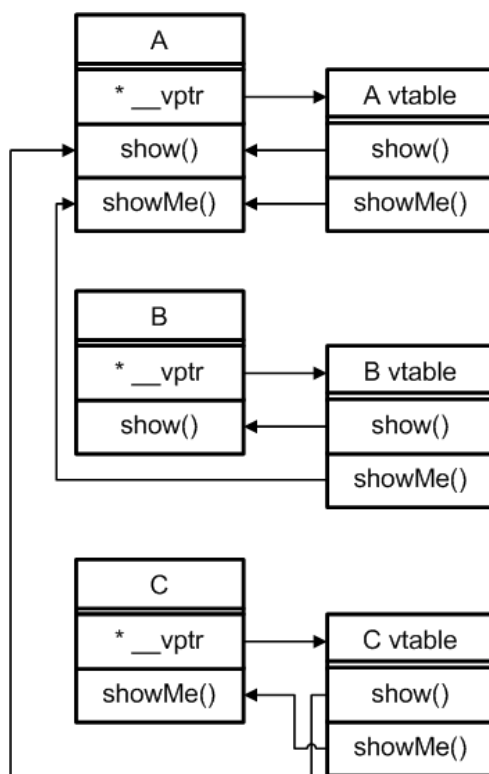 A
* __vptr
A vtable
show()
show()
showMe()
showMe()
B
* __vptr
B vtable
show()
show()
showMe()
C
* __vptr
C vtable
showMe()
show()
showMe()